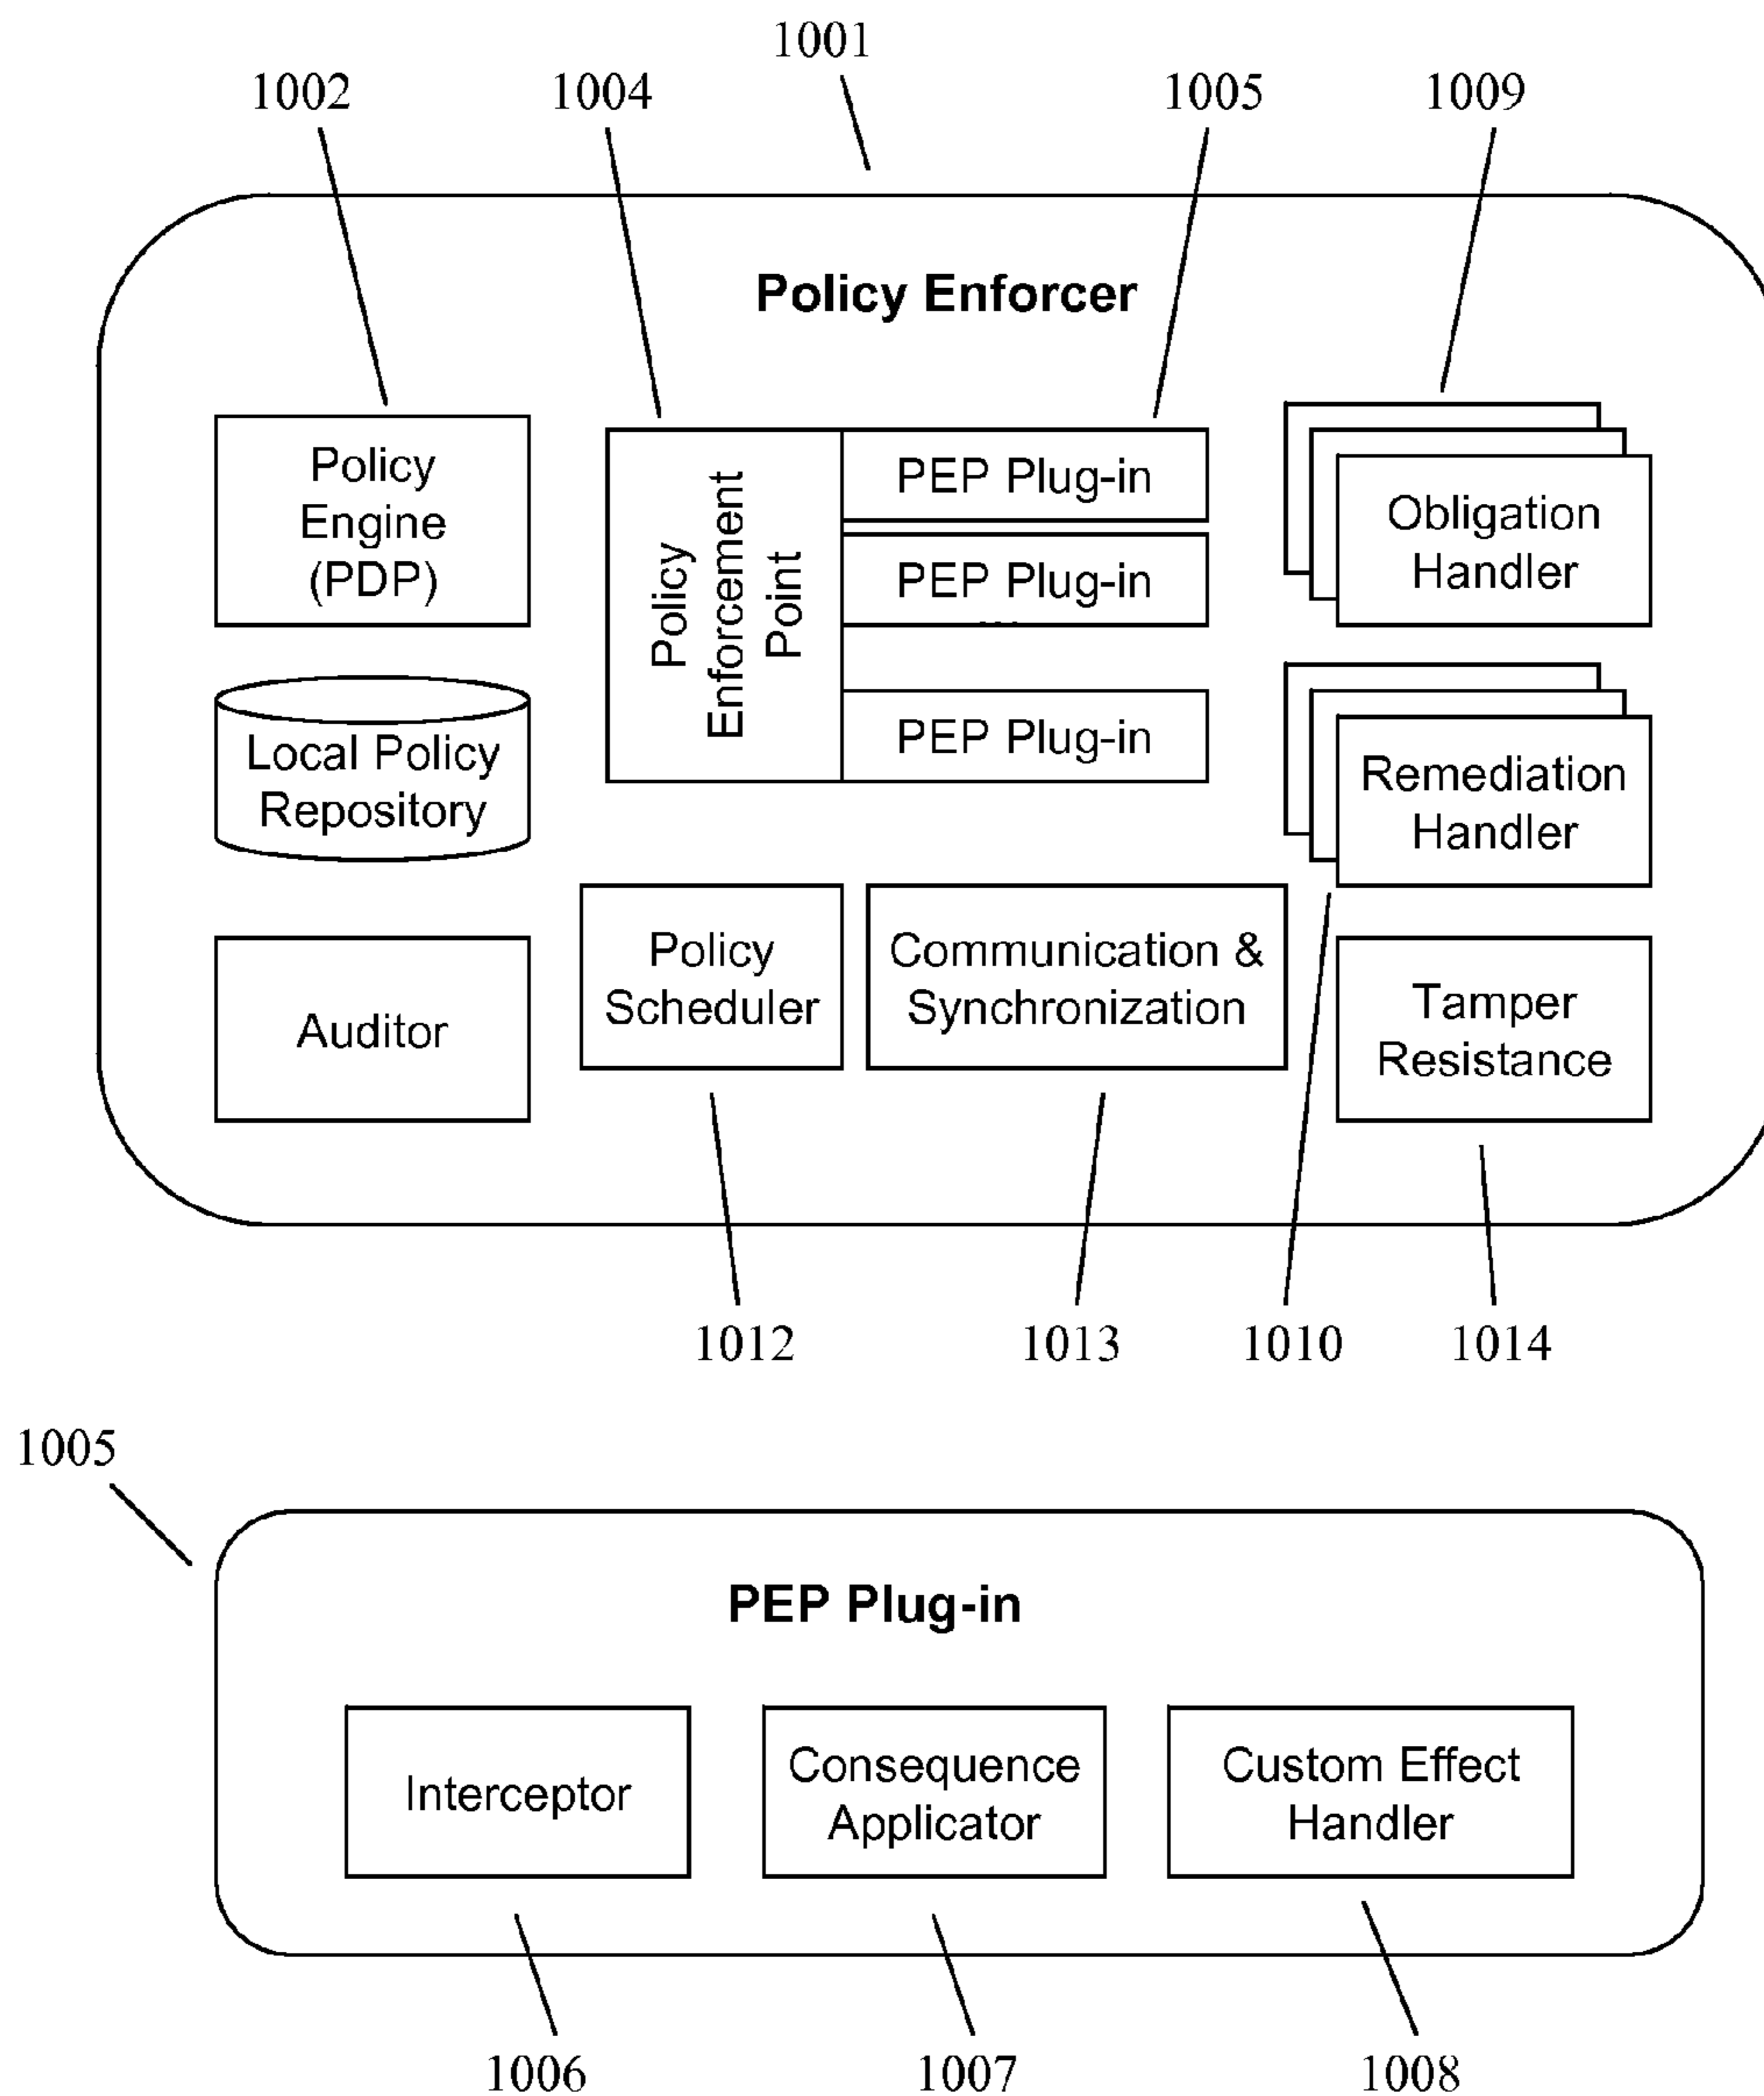 1001
1002
1004
1005
1009
Policy Enforcer
Policy
Engine
(PDP)
Policy
Enforcement
Point
PEP Plug-in
PEP Plug-in
...
PEP Plug-in
Obligation
Handler
Local Policy
Repository
Remediation
Handler
Auditor
Policy
Scheduler
Communication &
Synchronization
Tamper
Resistance
1012
1013
1010
1014
1005
PEP Plug-in
Interceptor
Consequence
Applicator
Custom Effect
Handler
1006
1007
1008